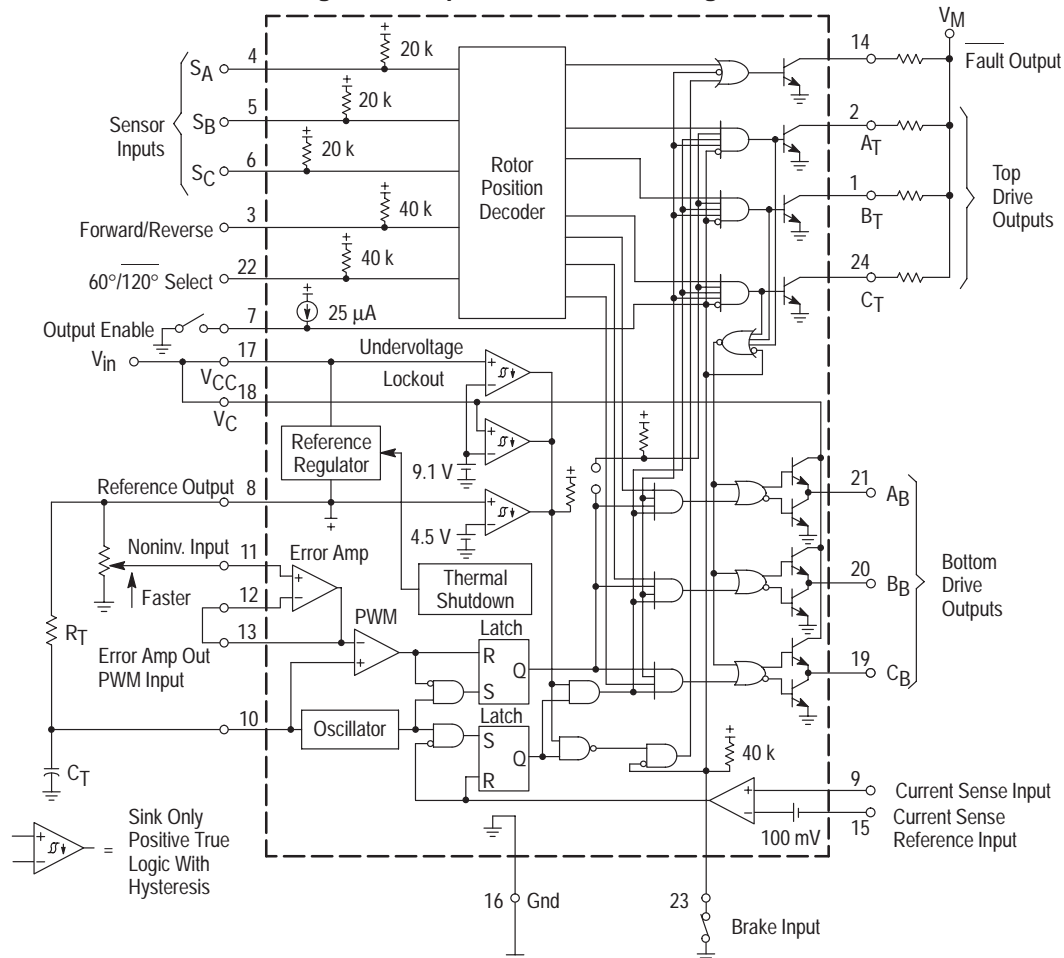 V_M
4
S_A
20 k
14
Fault Output
5
S_B
20 k
Sensor
Inputs
6
S_C
20 k
Rotor
Position
Decoder
2
A_T
1
B_T
24
C_T
Top
Drive
Outputs
3
Forward/Reverse
40 k
22
60°/120° Select
40 k
7
Output Enable
25 µA
V_in
17
V_CC
Undervoltage
Lockout
18
V_C
Reference
Regulator
9.1 V
Reference Output
8
4.5 V
21
A_B
Noninv. Input
11
Error Amp
Faster
12
13
Thermal
Shutdown
20
B_B
Bottom
Drive
Outputs
R_T
Error Amp Out
PWM Input
PWM
Latch
R
Q
S
19
C_B
10
Oscillator
Latch
S
Q
R
40 k
C_T
9
Current Sense Input
15
Current Sense
Reference Input
100 mV
=
Sink Only
Positive True
Logic With
Hysteresis
16
Gnd
23
Brake Input